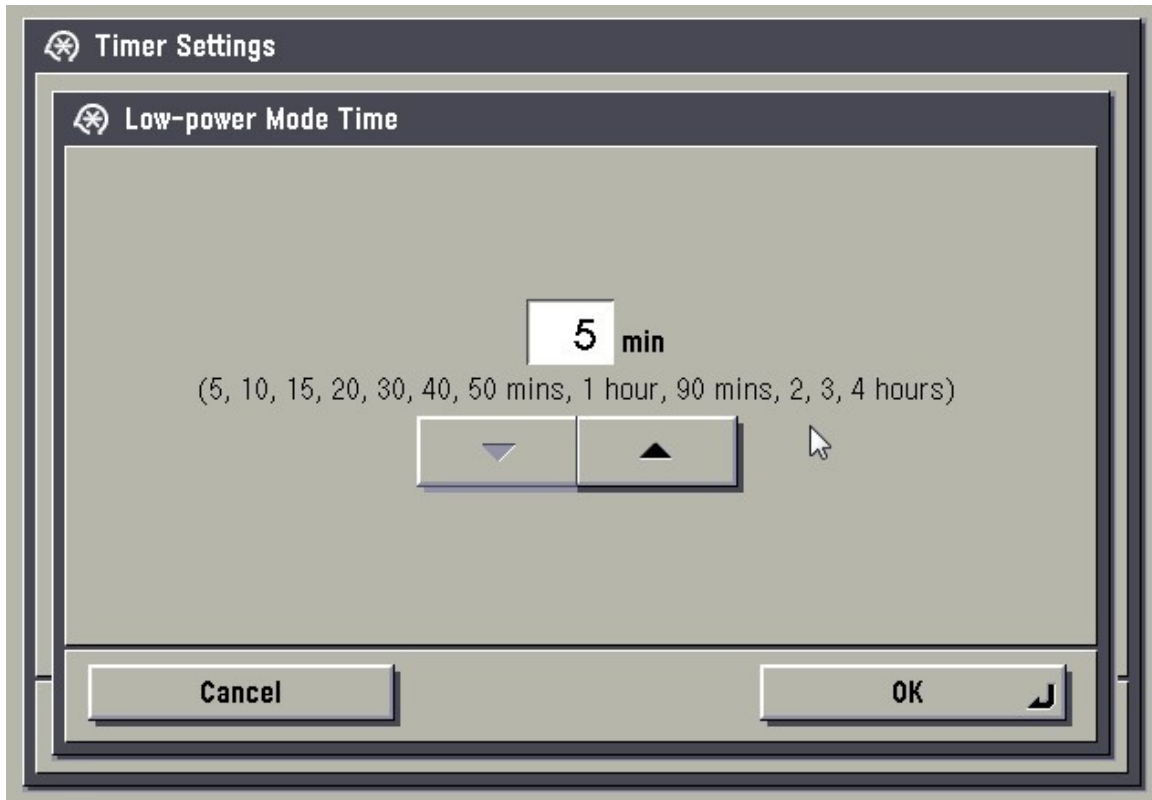 Timer Settings
Low-power Mode Time
5 min
(5, 10, 15, 20, 30, 40, 50 mins, 1 hour, 90 mins, 2, 3, 4 hours)
Cancel OK